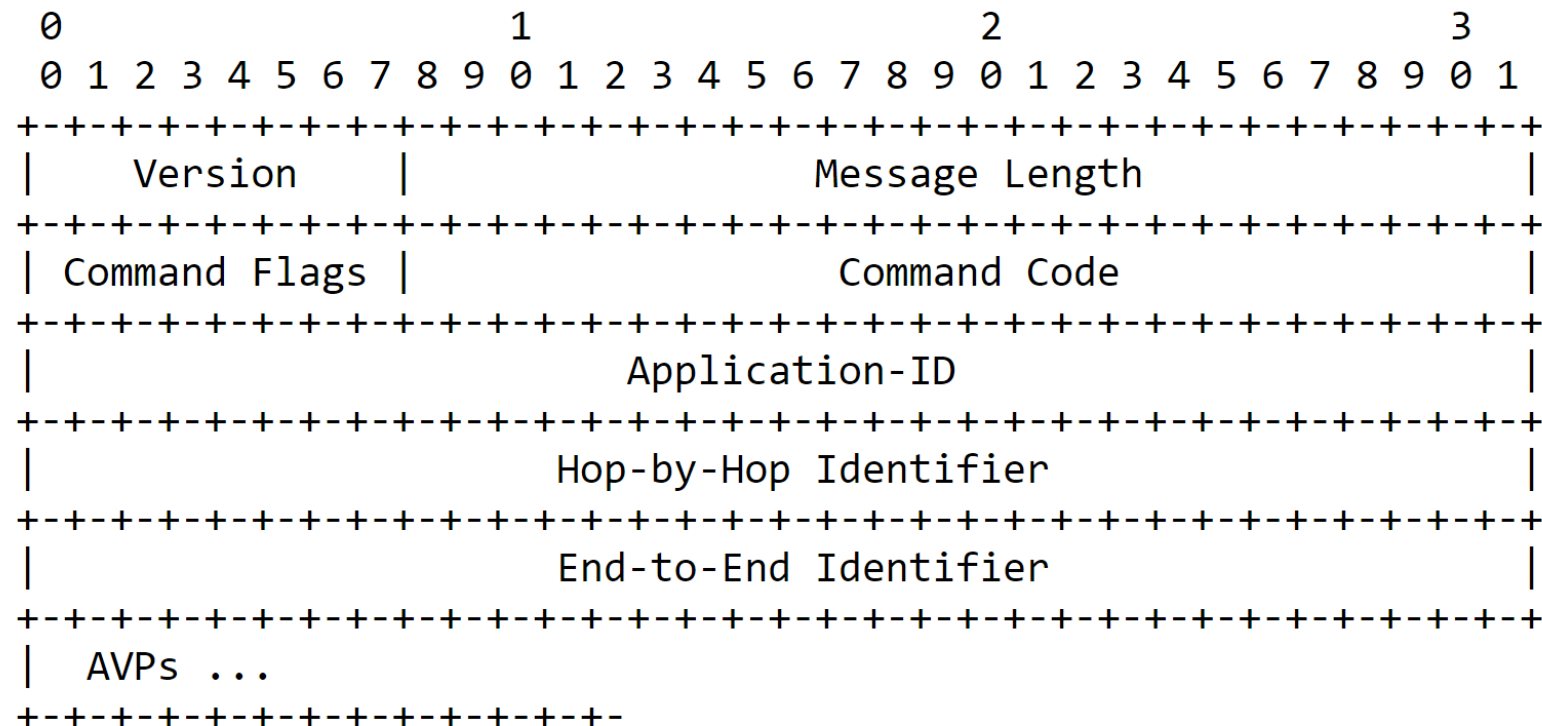 0                   1                   2                   3
 0 1 2 3 4 5 6 7 8 9 0 1 2 3 4 5 6 7 8 9 0 1 2 3 4 5 6 7 8 9 0 1
+-+-+-+-+-+-+-+-+-+-+-+-+-+-+-+-+-+-+-+-+-+-+-+-+-+-+-+-+-+-+-+-+
|    Version    |                 Message Length                |
+-+-+-+-+-+-+-+-+-+-+-+-+-+-+-+-+-+-+-+-+-+-+-+-+-+-+-+-+-+-+-+-+
| Command Flags |                  Command Code                 |
+-+-+-+-+-+-+-+-+-+-+-+-+-+-+-+-+-+-+-+-+-+-+-+-+-+-+-+-+-+-+-+-+
|                         Application-ID                        |
+-+-+-+-+-+-+-+-+-+-+-+-+-+-+-+-+-+-+-+-+-+-+-+-+-+-+-+-+-+-+-+-+
|                      Hop-by-Hop Identifier                    |
+-+-+-+-+-+-+-+-+-+-+-+-+-+-+-+-+-+-+-+-+-+-+-+-+-+-+-+-+-+-+-+-+
|                      End-to-End Identifier                    |
+-+-+-+-+-+-+-+-+-+-+-+-+-+-+-+-+-+-+-+-+-+-+-+-+-+-+-+-+-+-+-+-+
|  AVPs ...
+-+-+-+-+-+-+-+-+-+-+-+-+-